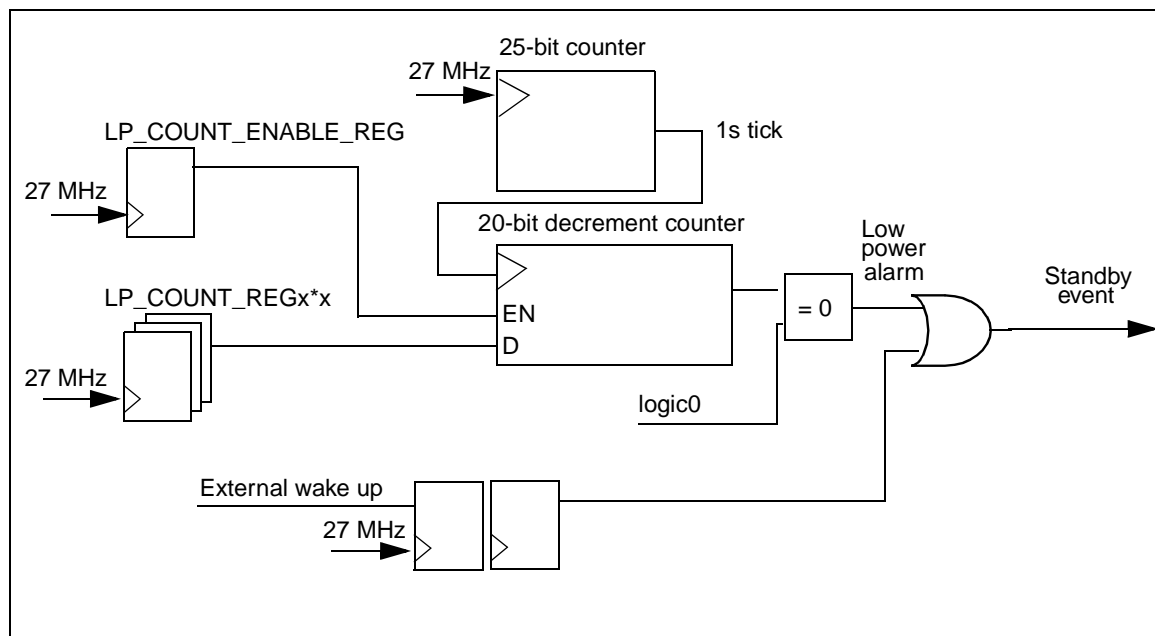 25-bit counter
27 MHz
1s tick
LP_COUNT_ENABLE_REG
27 MHz
20-bit decrement counter
Low
power
alarm
Standby
event
LP_COUNT_REGx*x
EN
= 0
D
27 MHz
logic0
External wake up
27 MHz